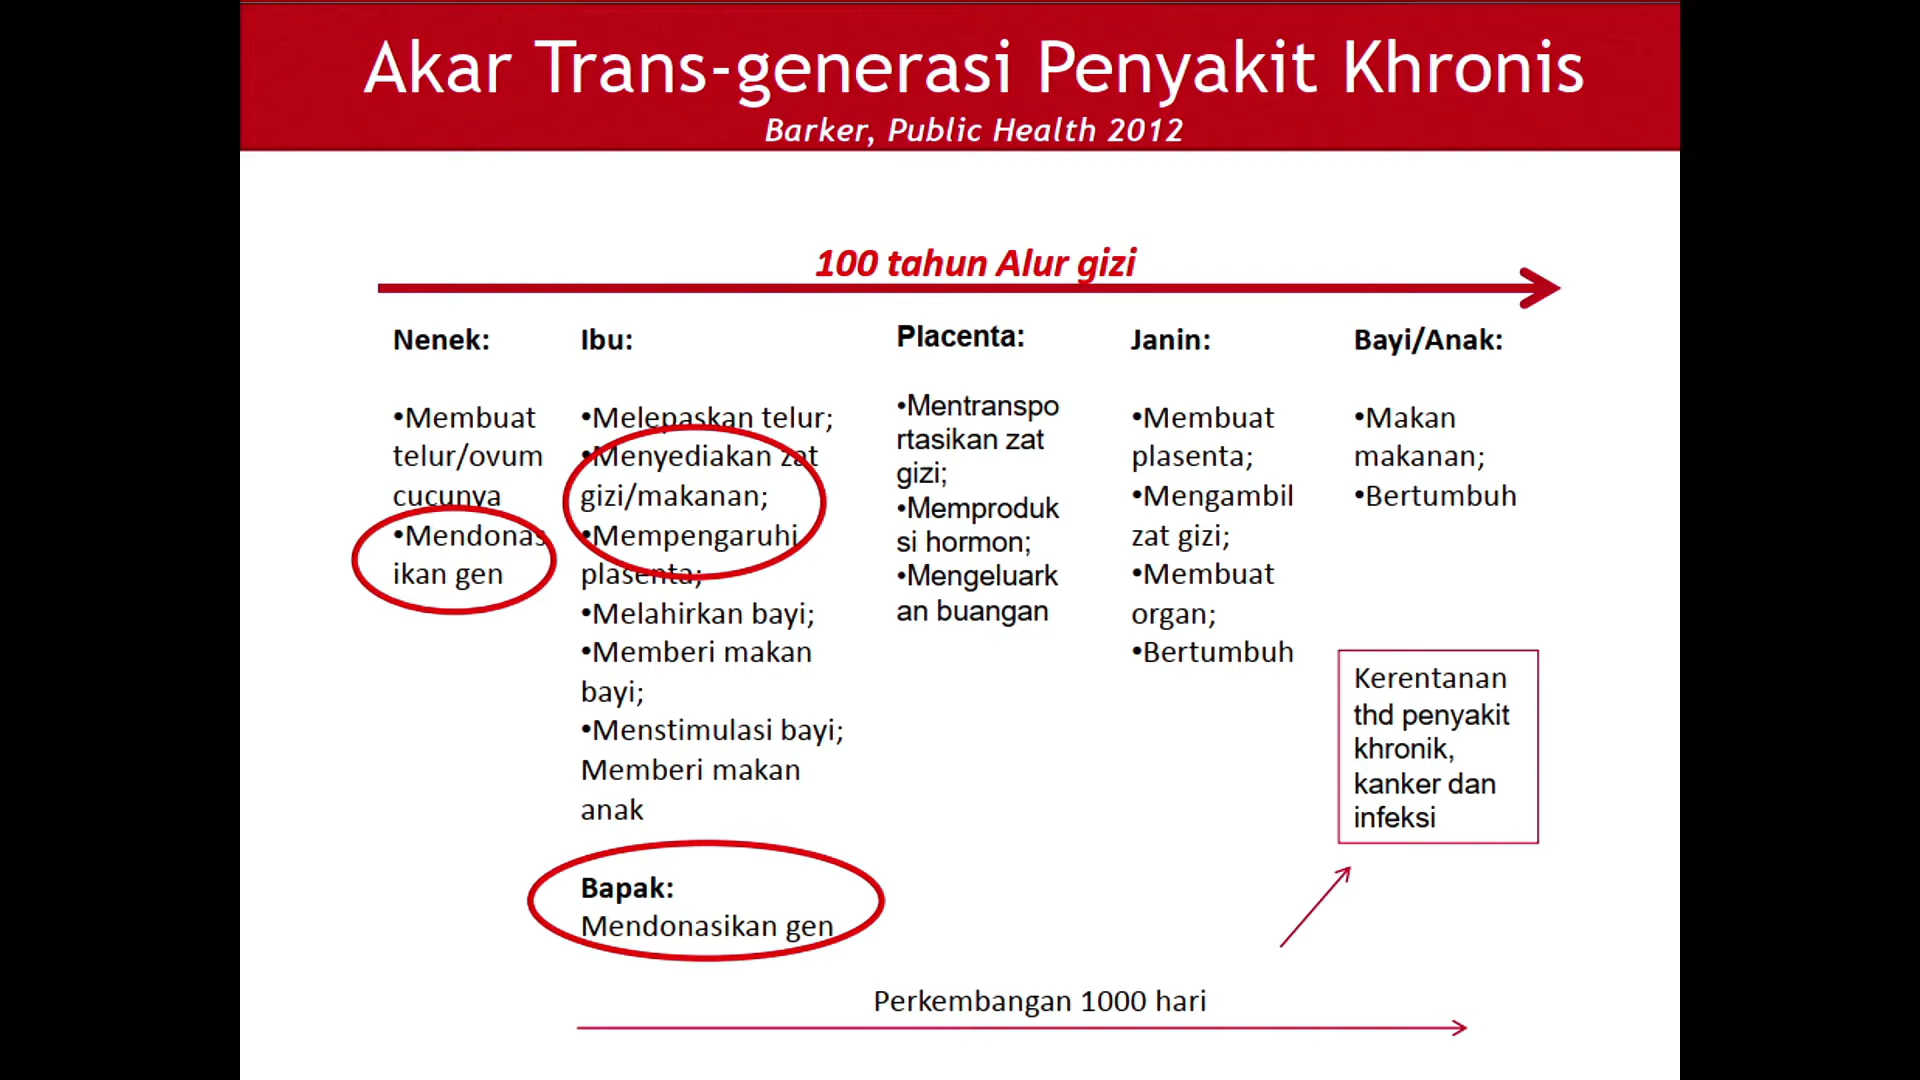 Akar Trans-generasi Penyakit Khronis
Barker, Public Health 2012
100 tahun Alur gizi
Nenek:
•Membuat
telur/ovum
cucunya
•Mendonas
ikan gen
Ibu:
•Melepaskan telur;
•Menyediakan zat
gizi/makanan;
•Mempengaruhi
plasenta;
•Melahirkan bayi;
•Memberi makan
bayi;
•Menstimulasi bayi;
Memberi makan
anak
Bapak:
Mendonasikan gen
Placenta:
•Mentranspo
rtasikan zat
gizi;
•Memproduk
si hormon;
•Mengeluark
an buangan
Janin:
•Membuat
plasenta;
•Mengambil
zat gizi;
•Membuat
organ;
•Bertumbuh
Bayi/Anak:
•Makan
makanan;
•Bertumbuh
Kerentanan
thd penyakit
khronik,
kanker dan
infeksi
Perkembangan 1000 hari